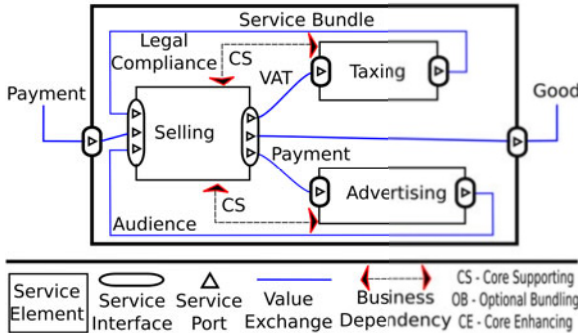 Service Bundle
Legal
Compliance
CS
VAT
Taxing
Payment
Good
Selling
Payment
CS
Advertising
Audience
Service
Element
Service
Interface
Service
Port
Value
Exchange
Business
Dependency
CS - Core Supporting
OB - Optional Bundling
CE - Core Enhancing